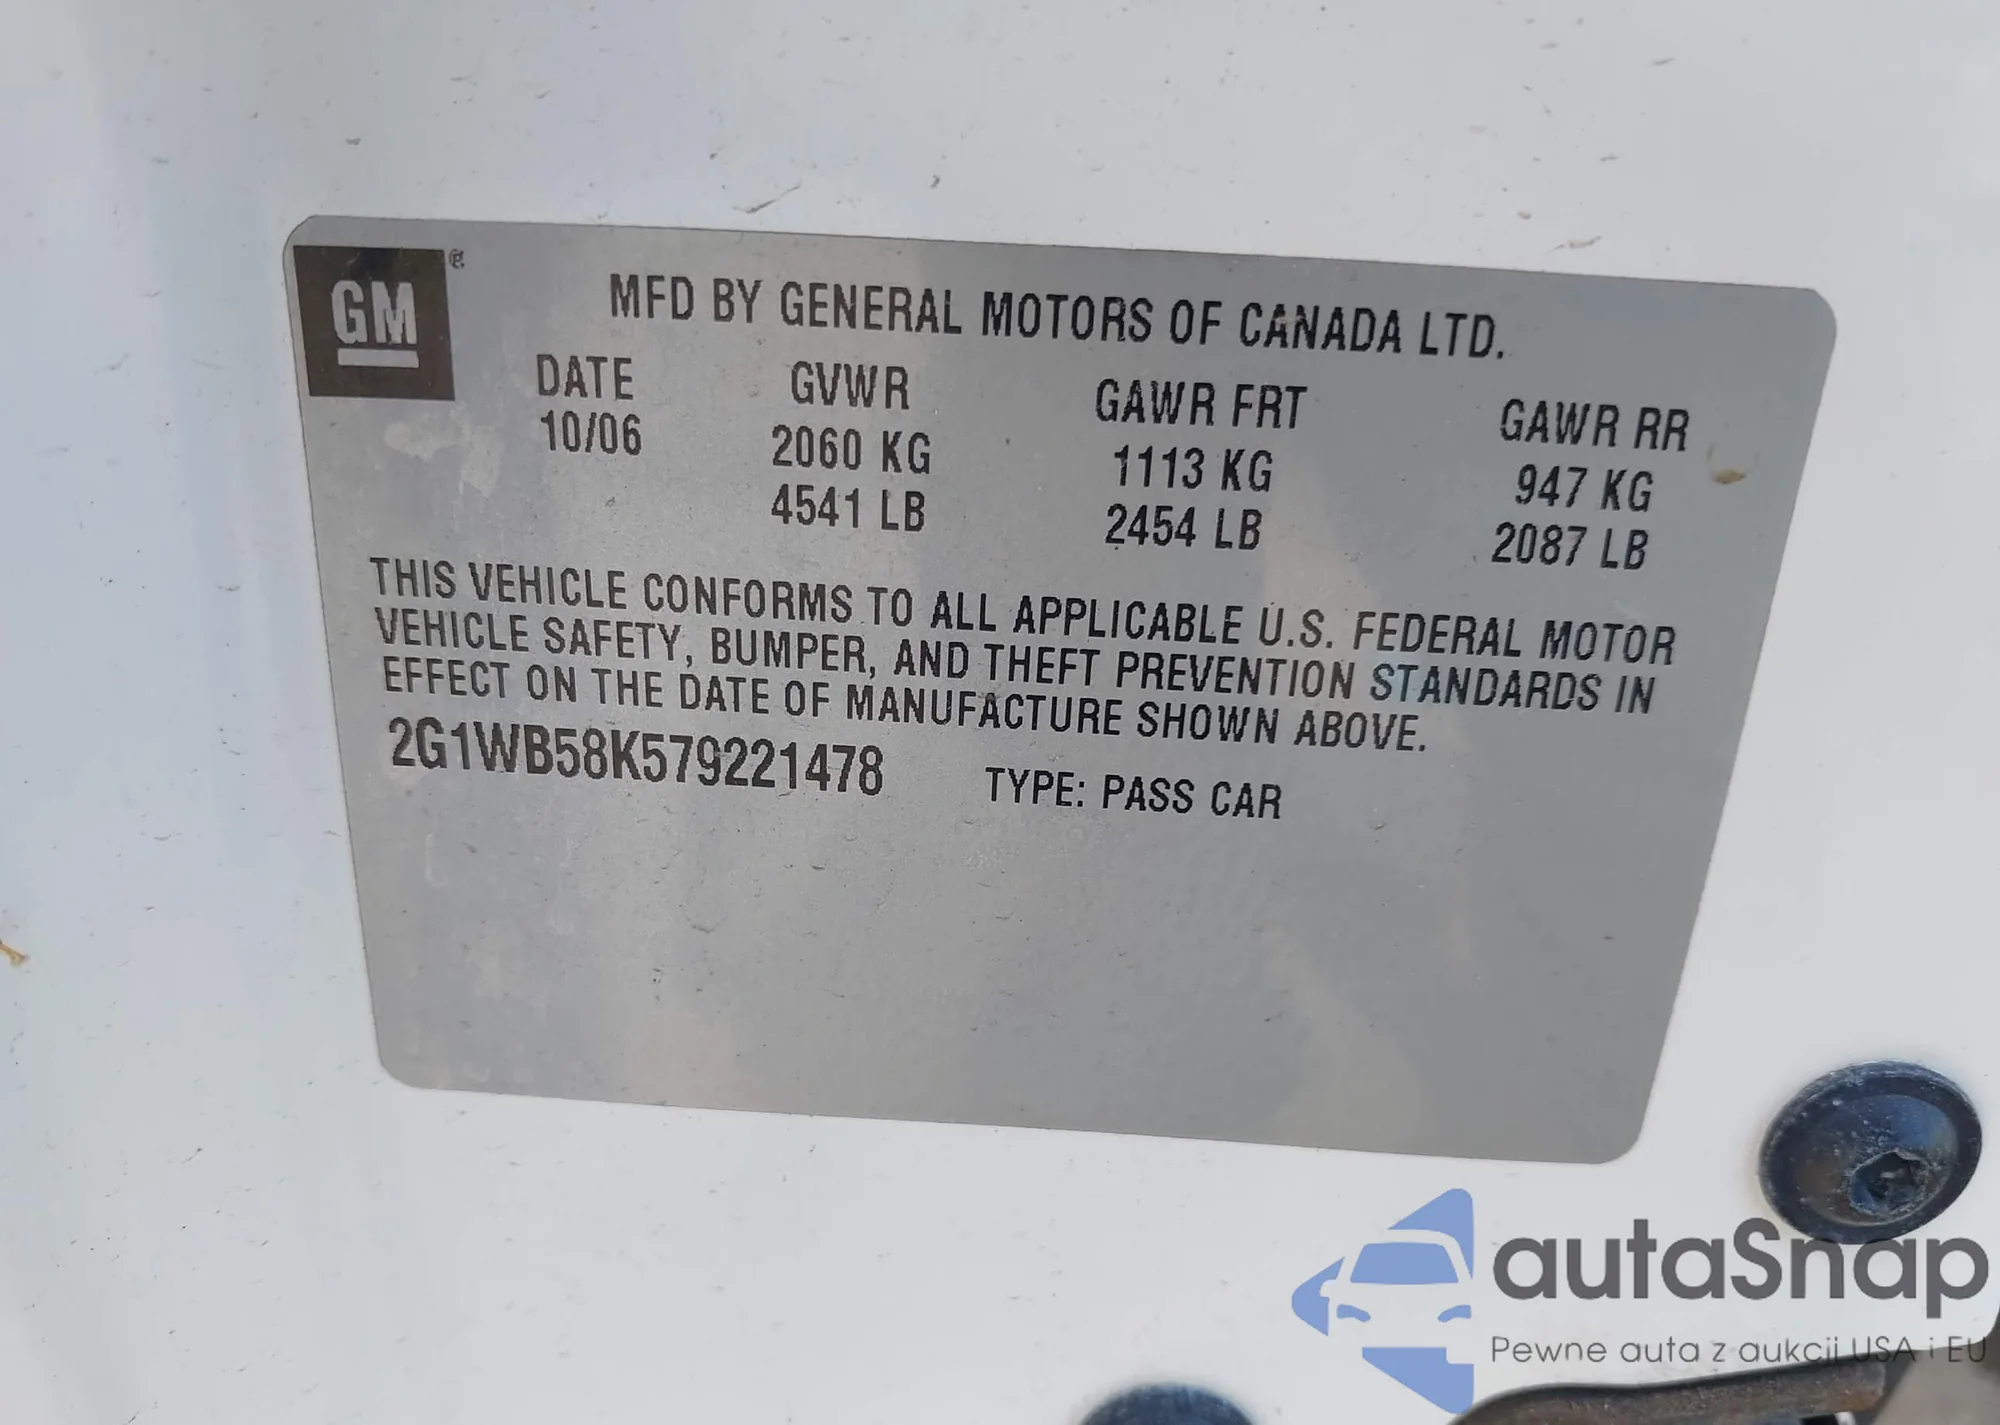 GM ®
MFD BY GENERAL MOTORS OF CANADA LTD.
DATE GVWR GAWR FRT GAWR RR
10/06 2060 KG 1113 KG 947 KG
4541 LB 2454 LB 2087 LB
THIS VEHICLE CONFORMS TO ALL APPLICABLE U.S. FEDERAL MOTOR
VEHICLE SAFETY, BUMPER, AND THEFT PREVENTION STANDARDS IN
EFFECT ON THE DATE OF MANUFACTURE SHOWN ABOVE.
2G1WB58K579221478 TYPE: PASS CAR
autaSnap
Pewne auta z aukcji USA i EU